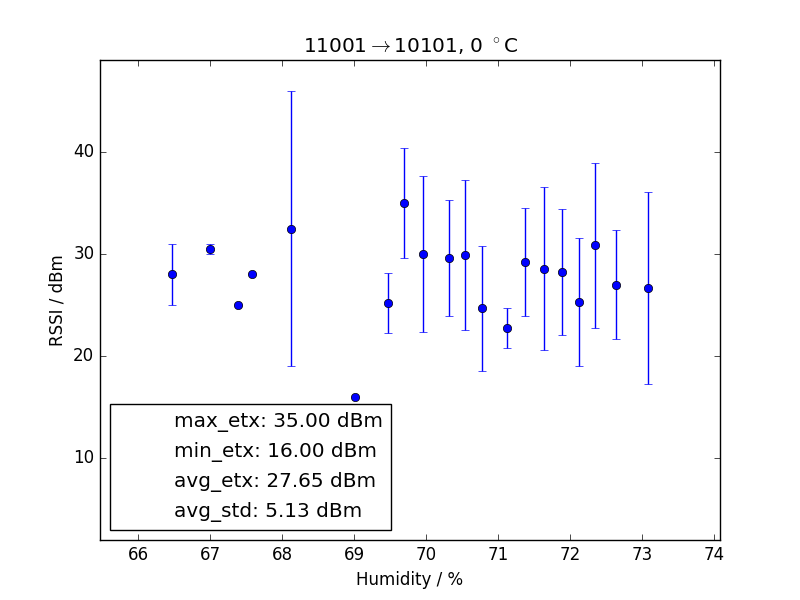 11001→10101, 0 °C
RSSI / dBm
40
30
20
10
max_etx: 35.00 dBm
min_etx: 16.00 dBm
avg_etx: 27.65 dBm
avg_std: 5.13 dBm
66 67 68 69 70 71 72 73 74
Humidity / %